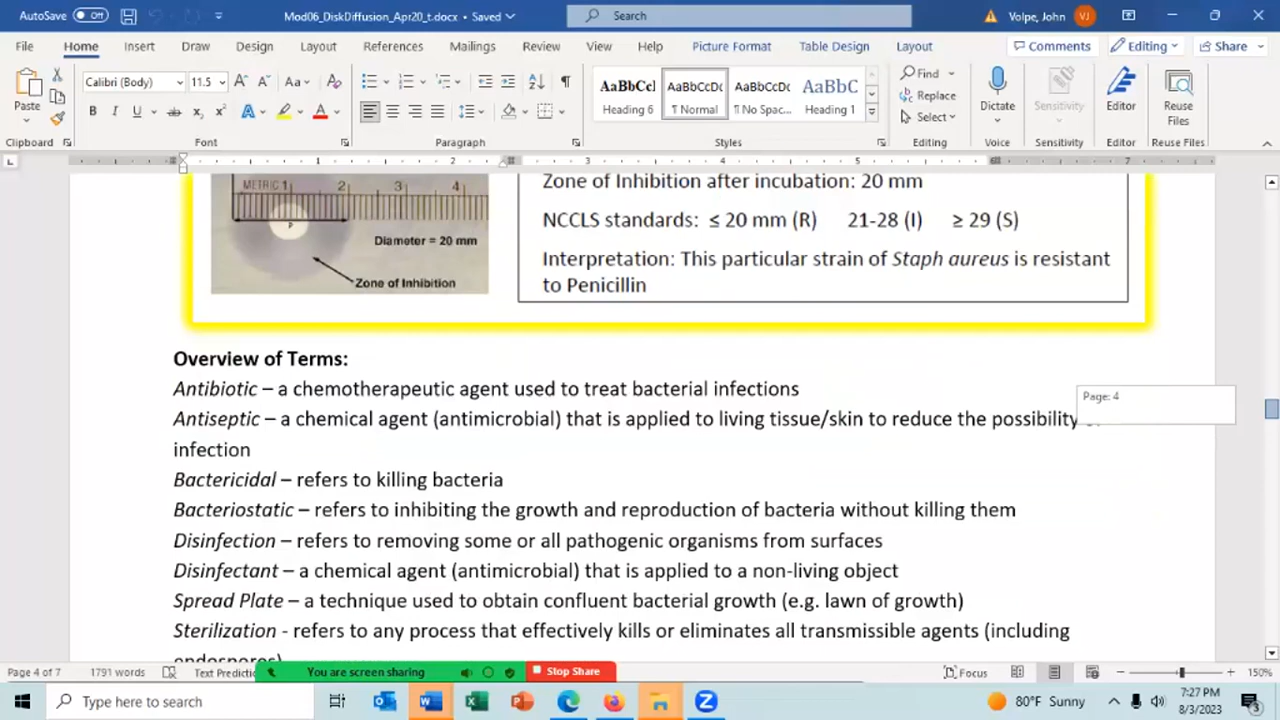 AutoSave Off Mod06_DiskDiffusion_Apr20_t.docx • Saved Search Volpe, John VJ
File Home Insert Draw Design Layout References Mailings Review View Help Picture Format Table Design Layout Comments Editing Share
Paste Calibri (Body) 11.5 Aa AaBbCcI AaBbCcDc AaBbCcDc AaBbC Find Dictate Sensitivity Editor Reuse Files
Heading 6 ¶ Normal ¶ No Spac... Heading 1 Replace
Select
Clipboard Font Paragraph Styles Editing Voice Sensitivity Editor Reuse Files
1 2 3 4 5 7
METRIC 1 2 3 4
P
Diameter = 20 mm
Zone of Inhibition
Zone of Inhibition after incubation: 20 mm
NCCLS standards: ≤ 20 mm (R) 21-28 (I) ≥ 29 (S)
Interpretation: This particular strain of Staph aureus is resistant
to Penicillin
Overview of Terms:
Antibiotic – a chemotherapeutic agent used to treat bacterial infections
Page: 4
Antiseptic – a chemical agent (antimicrobial) that is applied to living tissue/skin to reduce the possibility
infection
Bactericidal – refers to killing bacteria
Bacteriostatic – refers to inhibiting the growth and reproduction of bacteria without killing them
Disinfection – refers to removing some or all pathogenic organisms from surfaces
Disinfectant – a chemical agent (antimicrobial) that is applied to a non-living object
Spread Plate – a technique used to obtain confluent bacterial growth (e.g. lawn of growth)
Sterilization - refers to any process that effectively kills or eliminates all transmissible agents (including
endospores)
Page 4 of 7 1791 words Text Predictio You are screen sharing Stop Share Focus 150%
Type here to search 80°F Sunny 7:27 PM
8/3/2023 3